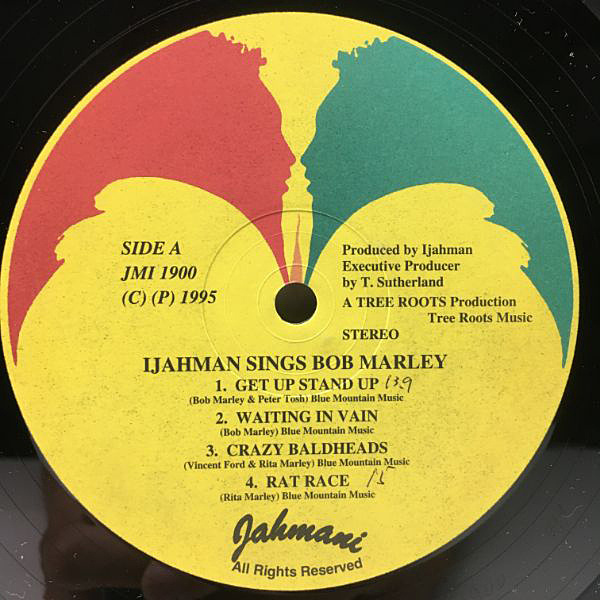 SIDE A
JMI 1900
(C) (P) 1995
Produced by Ijahman
Executive Producer
by T. Sutherland
A TREE ROOTS Production
Tree Roots Music
STEREO
IJAHMAN SINGS BOB MARLEY
1. GET UP STAND UP 139
(Bob Marley & Peter Tosh) Blue Mountain Music
2. WAITING IN VAIN
(Bob Marley) Blue Mountain Music
3. CRAZY BALDHEADS
(Vincent Ford & Rita Marley) Blue Mountain Music
4. RAT RACE 15
(Rita Marley) Blue Mountain Music
Jahmani
All Rights Reserved